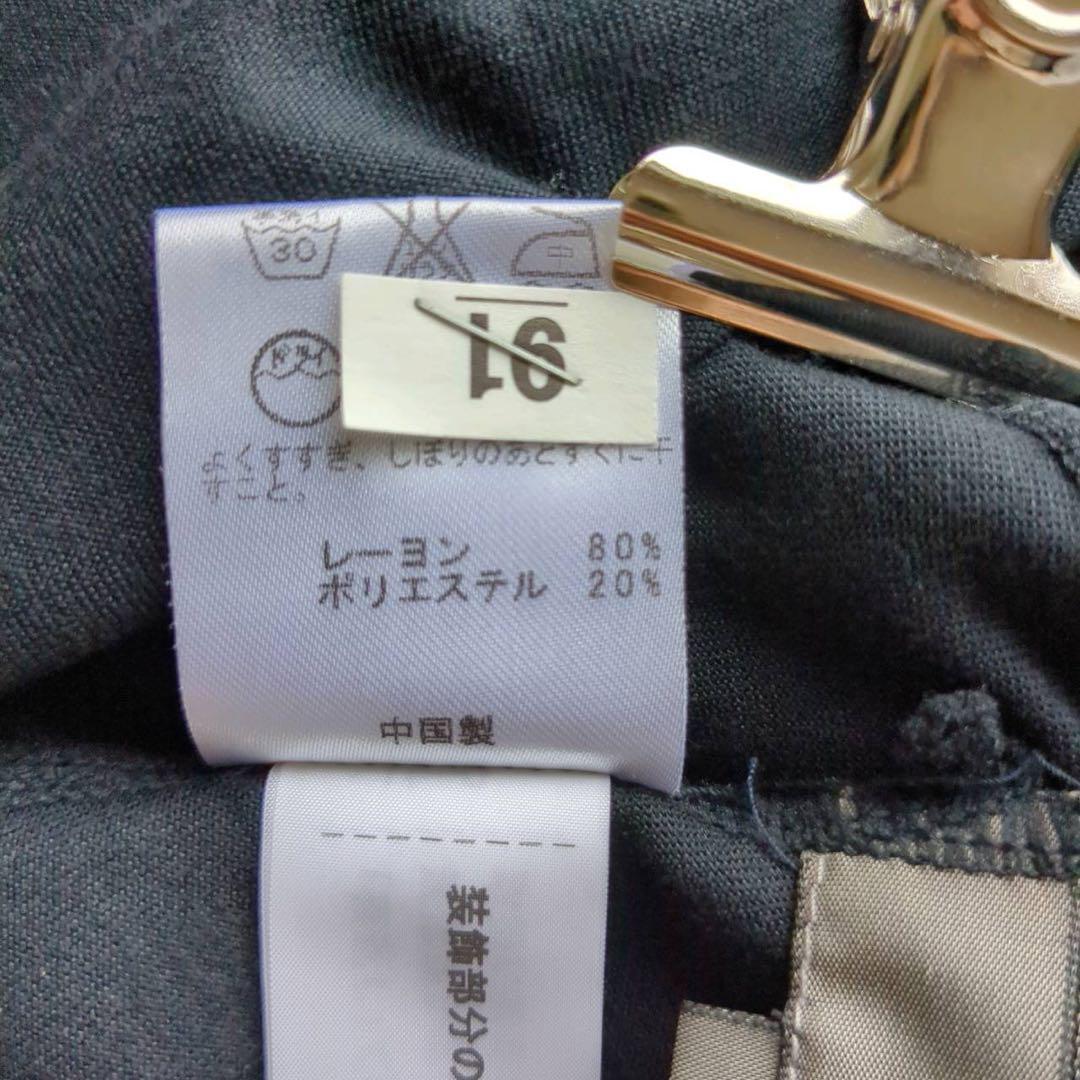 30
中
ドライ
91
よくすすぎ、しぼりのあとすぐに干
すこと。
レーヨン 80%
ポリエステル 20%
中国製
装飾部分の